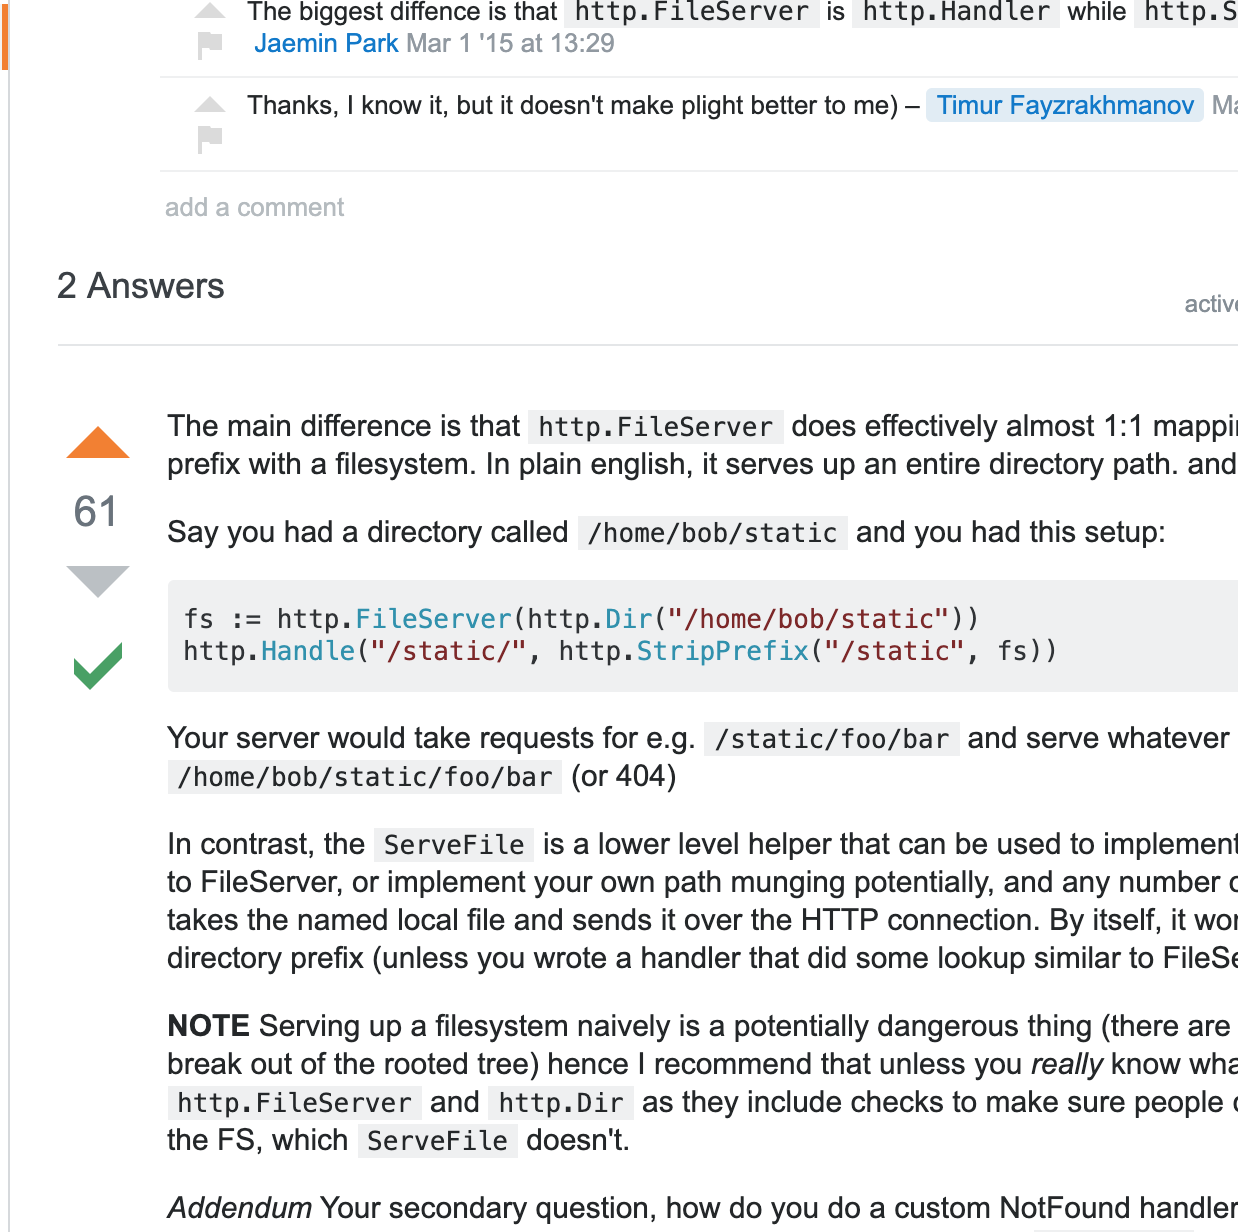 The biggest diffence is that http.FileServer is http.Handler while http.S
Jaemin Park Mar 1 '15 at 13:29
Thanks, I know it, but it doesn't make plight better to me) – Timur Fayzrakhmanov Ma
add a comment
2 Answers
active
The main difference is that http.FileServer does effectively almost 1:1 mappi
prefix with a filesystem. In plain english, it serves up an entire directory path. and
61
Say you had a directory called /home/bob/static and you had this setup:
fs := http.FileServer(http.Dir("/home/bob/static"))
http.Handle("/static/", http.StripPrefix("/static", fs))
Your server would take requests for e.g. /static/foo/bar and serve whatever
/home/bob/static/foo/bar (or 404)
In contrast, the ServeFile is a lower level helper that can be used to implement
to FileServer, or implement your own path munging potentially, and any number o
takes the named local file and sends it over the HTTP connection. By itself, it wo
directory prefix (unless you wrote a handler that did some lookup similar to FileSe
NOTE Serving up a filesystem naively is a potentially dangerous thing (there are
break out of the rooted tree) hence I recommend that unless you really know wha
http.FileServer and http.Dir as they include checks to make sure people
the FS, which ServeFile doesn't.
Addendum Your secondary question, how do you do a custom NotFound handler